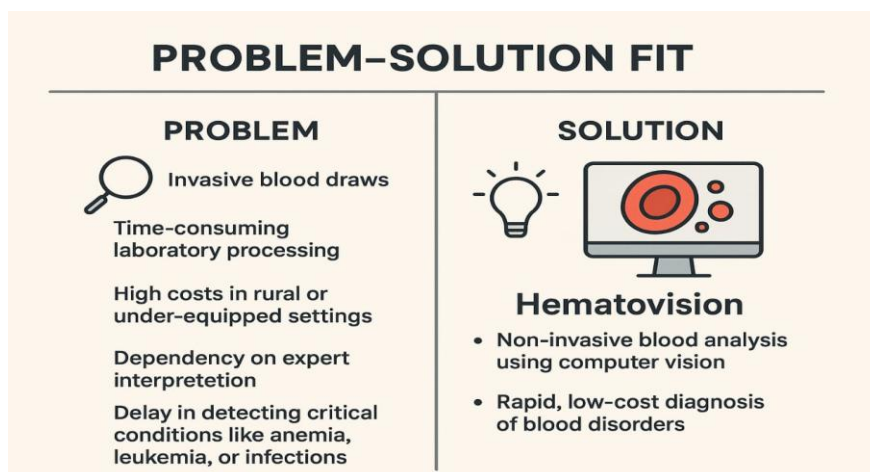 PROBLEM–SOLUTION FIT
PROBLEM
Invasive blood draws
Time-consuming
laboratory processing
High costs in rural or
under-equipped settings
Dependency on expert
interpretetion
Delay in detecting critical
conditions like anemia,
leukemia, or infections
SOLUTION
Hematovision
• Non-invasive blood analysis
using computer vision
• Rapid, low-cost diagnosis
of blood disorders